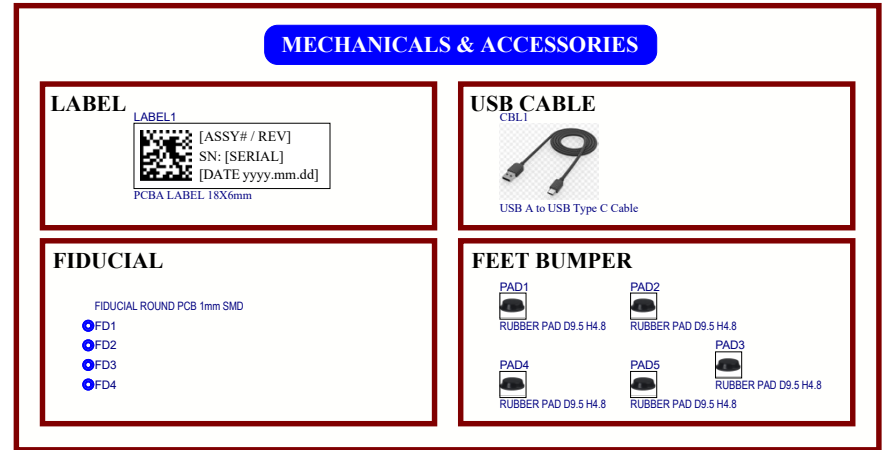 MECHANICALS & ACCESSORIES
LABEL
LABEL1
[ASSY# / REV]
SN: [SERIAL]
[DATE yyyy.mm.dd]
PCBA LABEL 18X6mm
USB CABLE
CBL1
USB A to USB Type C Cable
FIDUCIAL
FIDUCIAL ROUND PCB 1mm SMD
FD1
FD2
FD3
FD4
FEET BUMPER
PAD1
RUBBER PAD D9.5 H4.8
PAD2
RUBBER PAD D9.5 H4.8
PAD3
RUBBER PAD D9.5 H4.8
PAD4
RUBBER PAD D9.5 H4.8
PAD5
RUBBER PAD D9.5 H4.8